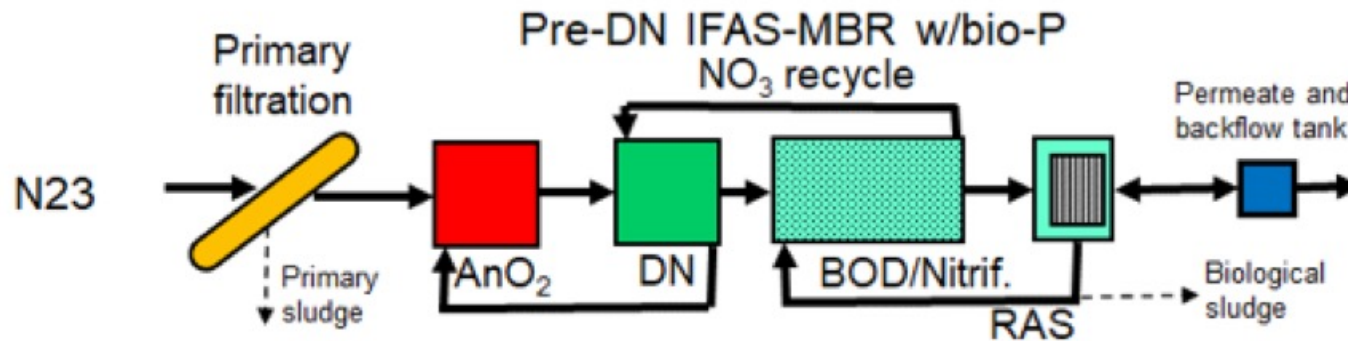 Pre-DN IFAS-MBR w/bio-P
Primary
filtration
NO₃ recycle
Permeate and
backflow tank
N23
AnO₂
DN
BOD/Nitrif.
Primary
sludge
RAS
Biological
sludge